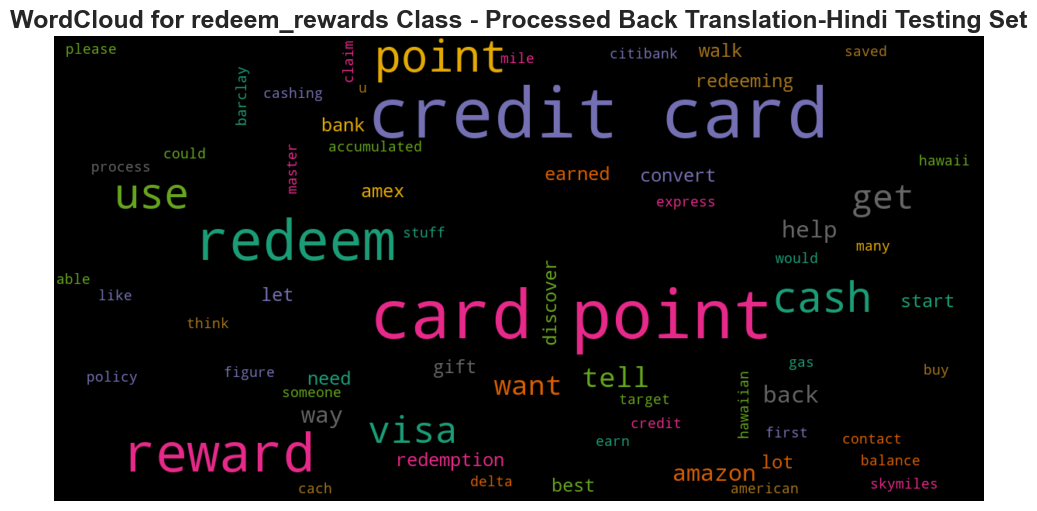 WordCloud for redeem_rewards Class - Processed Back Translation-Hindi Testing Set
please
point
mile
claim
citibank
walk
saved
barclay
cashing
u
redeeming
credit card
bank
accumulated
could
process
master
amex
earned
convert
express
hawaii
use
get
redeem
stuff
help
many
would
able
like
let
discover
cash
start
card point
think
policy
figure
need
someone
gift
want
tell
target
gas
buy
hawaiian
back
way
visa
credit
first
earn
contact
reward
redemption
amazon
lot
balance
cach
delta
best
american
skymiles